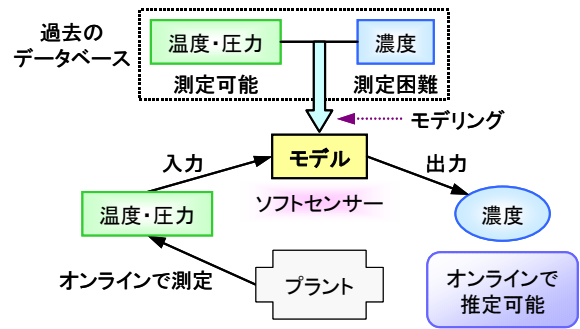 過去の
データベース
温度・圧力
濃度
測定可能
測定困難
モデリング
入力
モデル
出力
ソフトセンサー
温度・圧力
濃度
オンラインで測定
プラント
オンラインで
推定可能